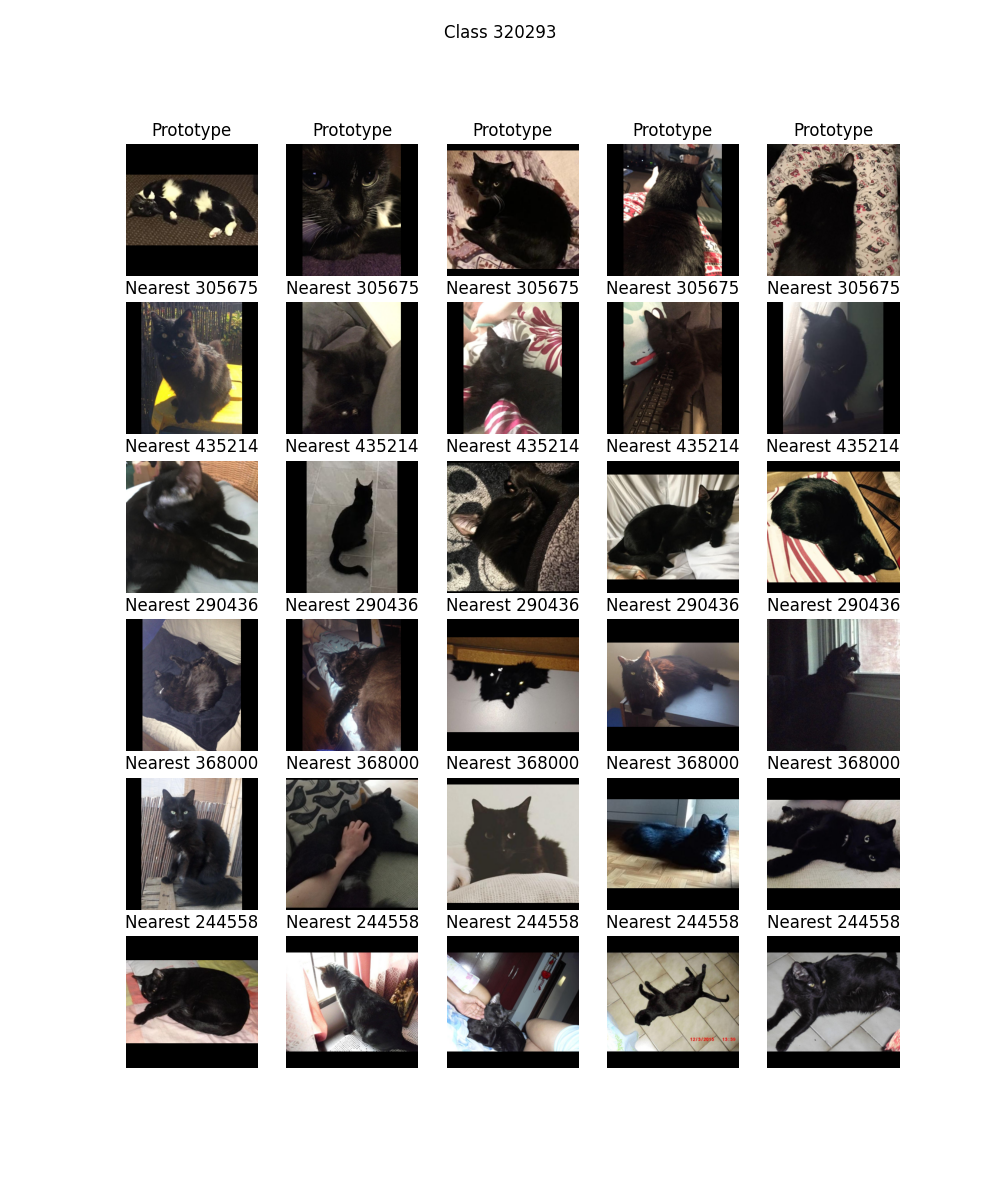 Class 320293
Prototype Prototype Prototype Prototype Prototype
Nearest 305675 Nearest 305675 Nearest 305675 Nearest 305675 Nearest 305675
Nearest 435214 Nearest 435214 Nearest 435214 Nearest 435214 Nearest 435214
Nearest 290436 Nearest 290436 Nearest 290436 Nearest 290436 Nearest 290436
Nearest 368000 Nearest 368000 Nearest 368000 Nearest 368000 Nearest 368000
Nearest 244558 Nearest 244558 Nearest 244558 Nearest 244558 Nearest 244558